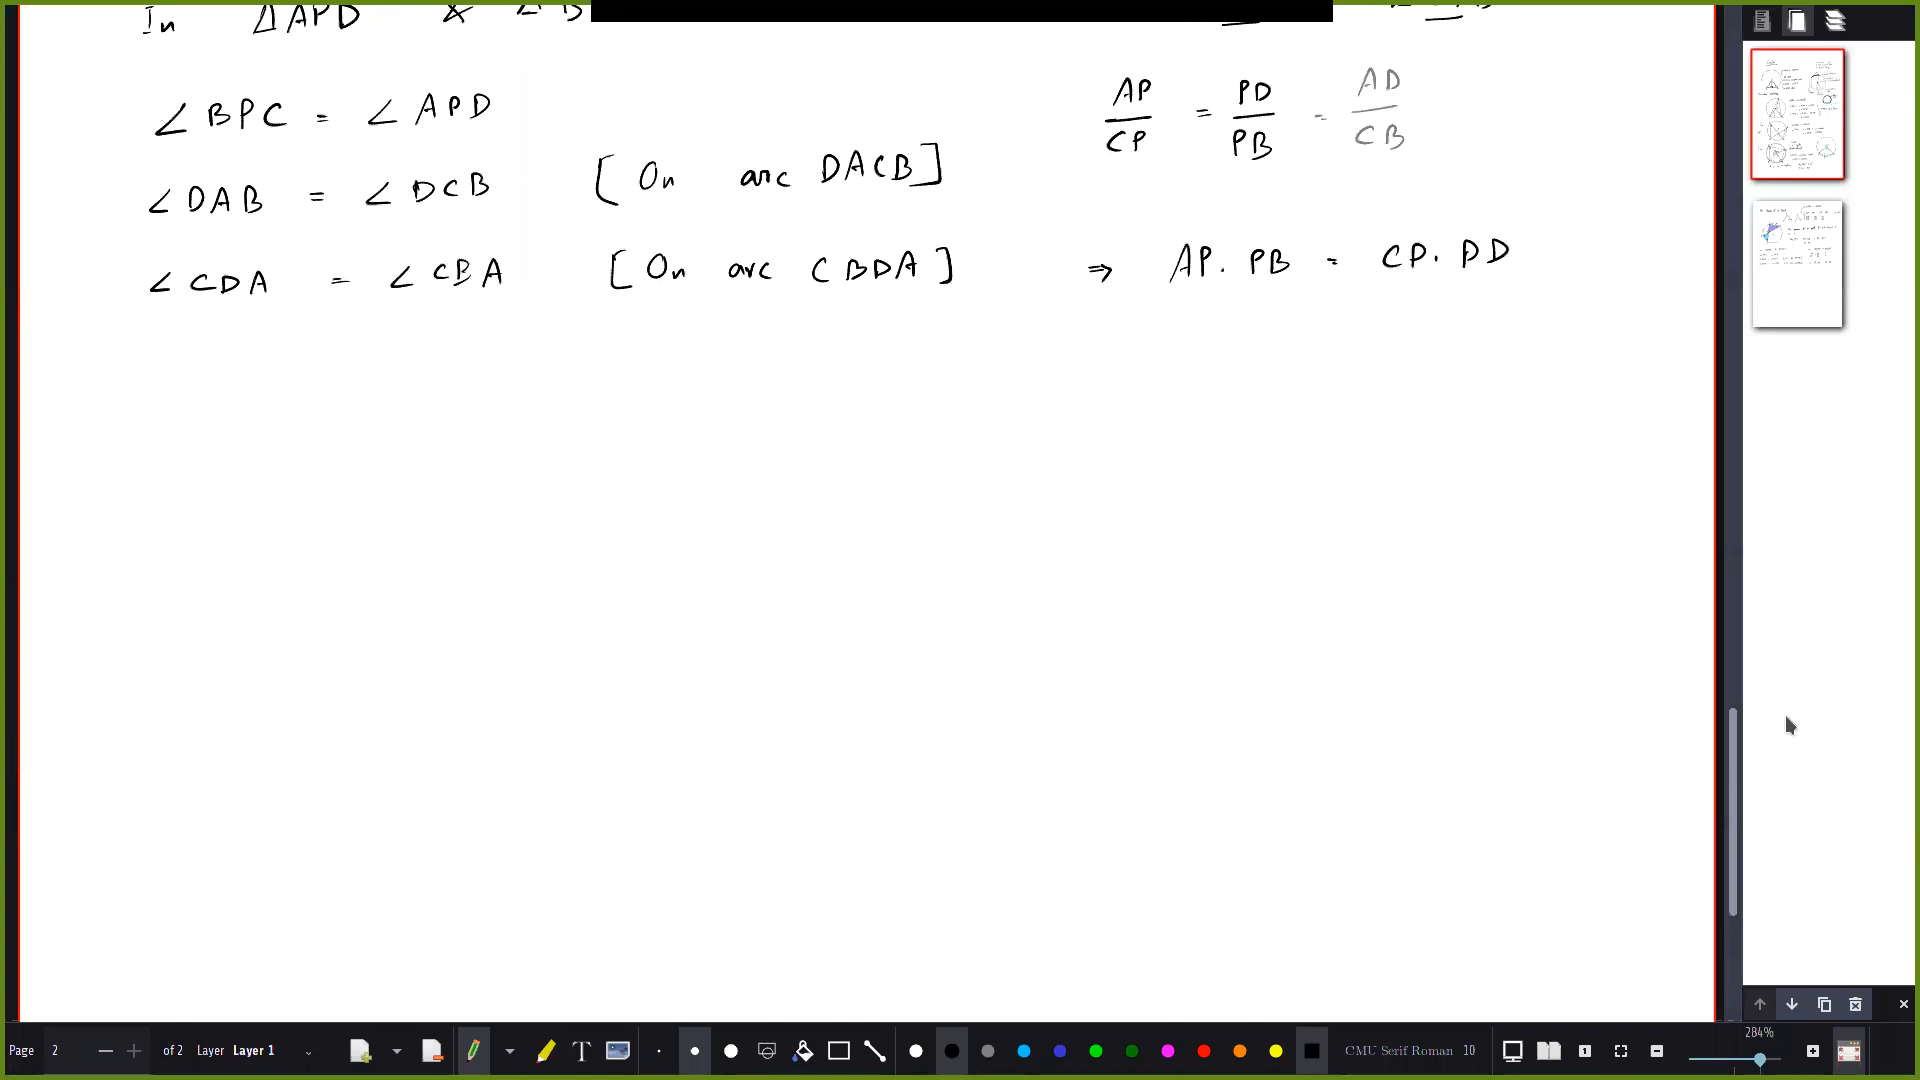 In ΔAPD &
∠BPC = ∠APD
∠DAB = ∠DCB [On arc DACB]
∠CDA = ∠CBA [On arc CBDA]
AP/CP = PD/PB = AD/CB
⇒ AP. PB = CP. PD
Page 2 of 2 Layer Layer 1
CMU Serif Roman 10
284%